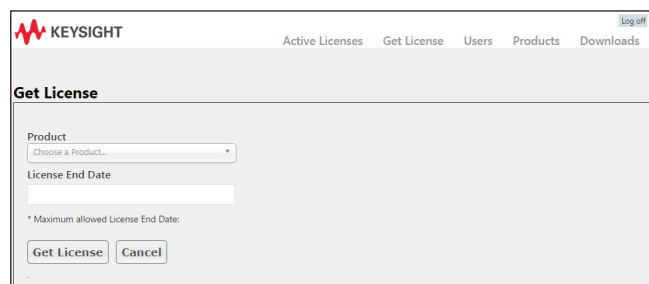 Log off
KEYSIGHT
Active Licenses Get License Users Products Downloads
Get License
Product
Choose a Product...
License End Date
* Maximum allowed License End Date:
Get License Cancel